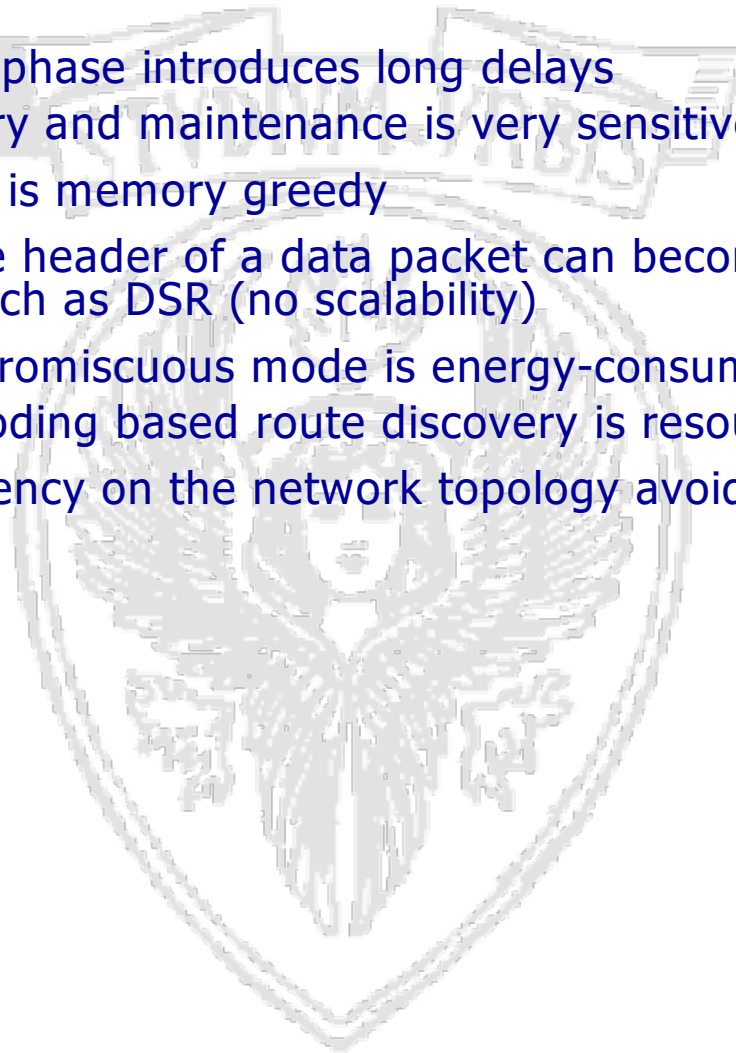 phase introduces long delays
ry and maintenance is very sensitive
is memory greedy
e header of a data packet can becom
ch as DSR (no scalability)
romiscuous mode is energy-consum
oding based route discovery is resou
ency on the network topology avoid